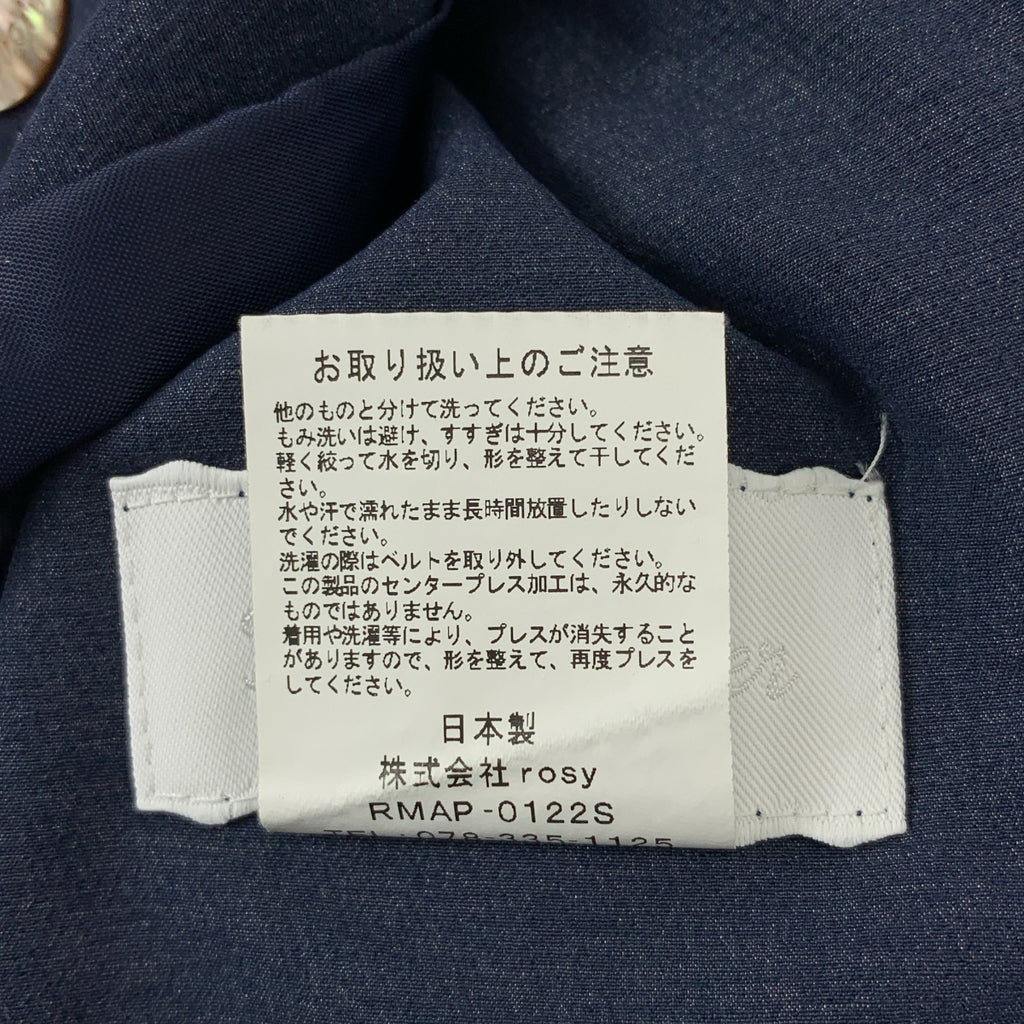 お取り扱い上のご注意
他のものと分けて洗ってください。
もみ洗いは避け、すすぎは十分してください。
軽く絞って水を切り、形を整えて干してくだ
さい。
水や汗で濡れたまま長時間放置したりしない
でください。
洗濯の際はベルトを取り外してください。
この製品のセンタープレス加工は、永久的な
ものではありません。
着用や洗濯等により、プレスが消失すること
がありますので、形を整えて、再度プレスを
してください。
日本製
株式会社rosy
RMAP-0122S
TEL:078-335-1125